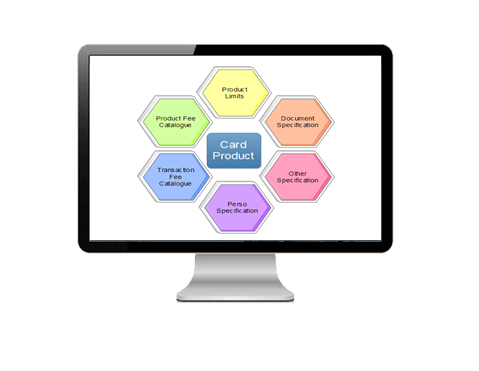 Product
Limits
Product Fee
Catalogue
Document
Specification
Card
Product
Transaction
Fee
Catalogue
Other
Specification
Perso
Specification